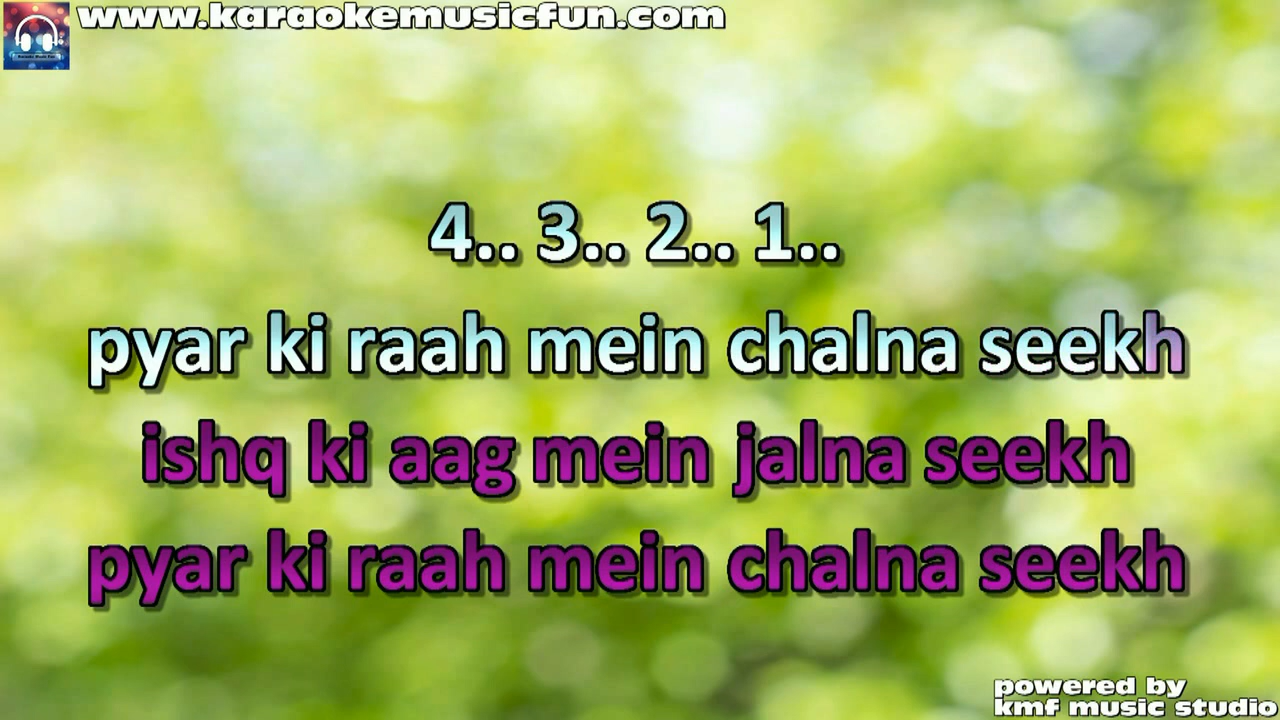 www.karaokemusicfun.com
4.. 3.. 2.. 1..
pyar ki raah mein chalna seekh
ishq ki aag mein jalna seekh
pyar ki raah mein chalna seekh
powered by
kmf music studio